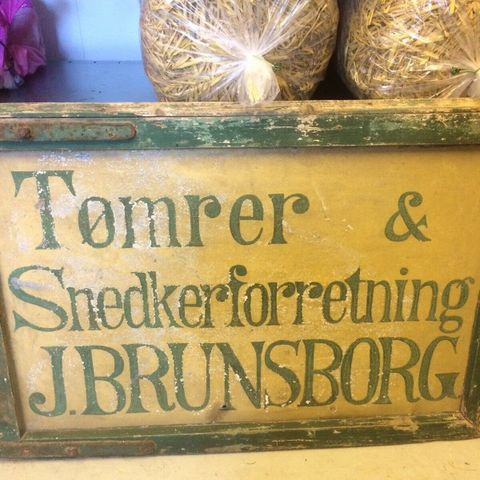 Tømrer &
Snedkerforretning
J.BRUNSBORG.